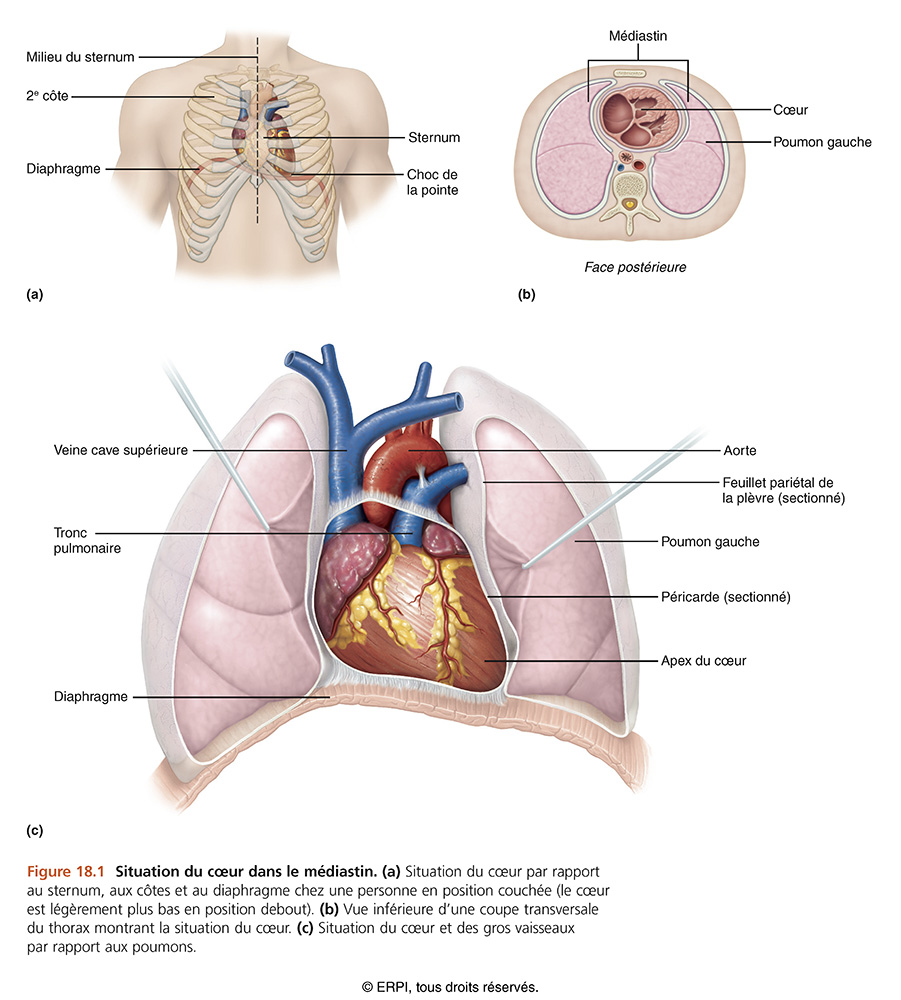 Milieu du sternum
2e côte
Diaphragme
Sternum
Choc de
la pointe
(a)
Médiastin
Cœur
Poumon gauche
Face postérieure
(b)
Veine cave supérieure
Tronc
pulmonaire
Diaphragme
Aorte
Feuillet pariétal de
la plèvre (sectionné)
Poumon gauche
Péricarde (sectionné)
Apex du cœur
(c)
Figure 18.1 Situation du cœur dans le médiastin. (a) Situation du cœur par rapport
au sternum, aux côtes et au diaphragme chez une personne en position couchée (le cœur
est légèrement plus bas en position debout). (b) Vue inférieure d’une coupe transversale
du thorax montrant la situation du cœur. (c) Situation du cœur et des gros vaisseaux
par rapport aux poumons.
© ERPI, tous droits réservés.